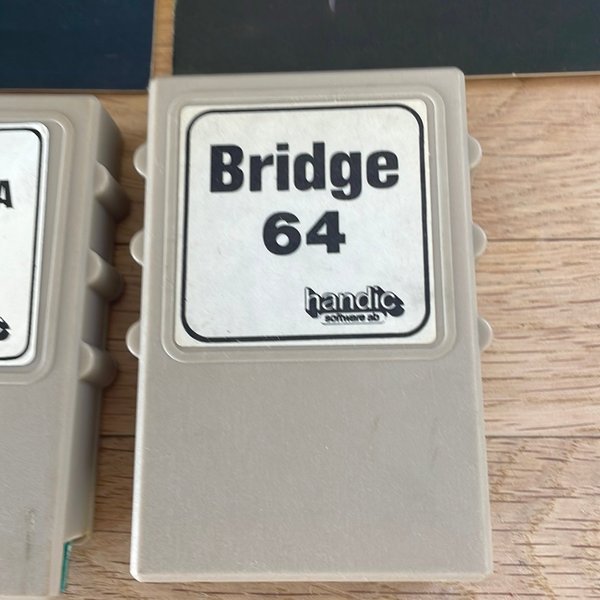 Bridge
64
handic
software ab
A